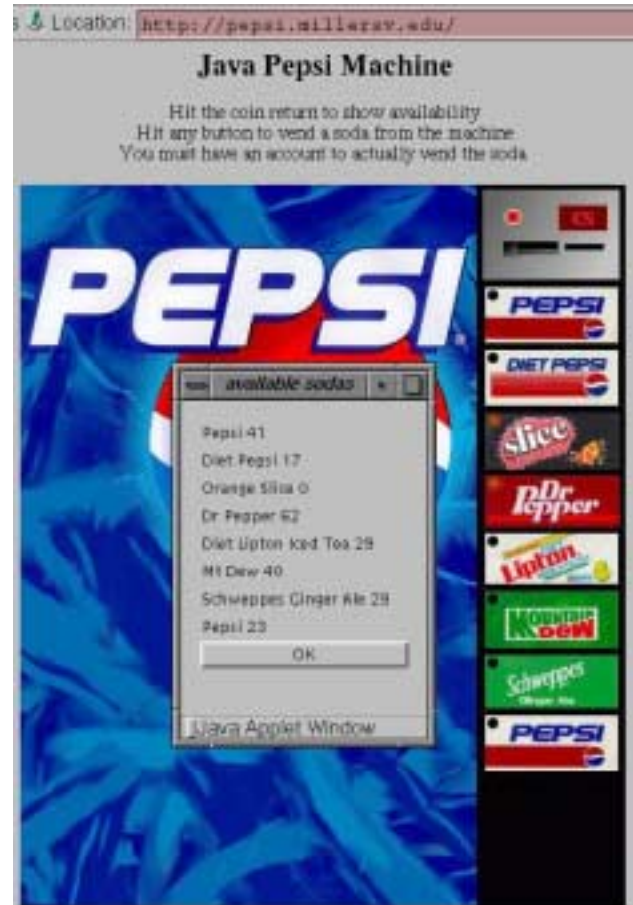 Location: http://pepsi.millersv.edu/
Java Pepsi Machine
Hit the coin return to show availability
Hit any button to vend a soda from the machine
You must have an account to actually vend the soda
CS
PEPSI
PEPSI
DIET PEPSI
slice
Dr Pepper
Lipton
MOUNTAIN DEW
Schweppes
Ginger Ale
PEPSI
available sodas
Pepsi 41
Diet Pepsi 17
Orange Slice 0
Dr Pepper 62
Diet Lipton Iced Tea 29
Mt Dew 40
Schweppes Ginger Ale 29
Pepsi 23
OK
Java Applet Window